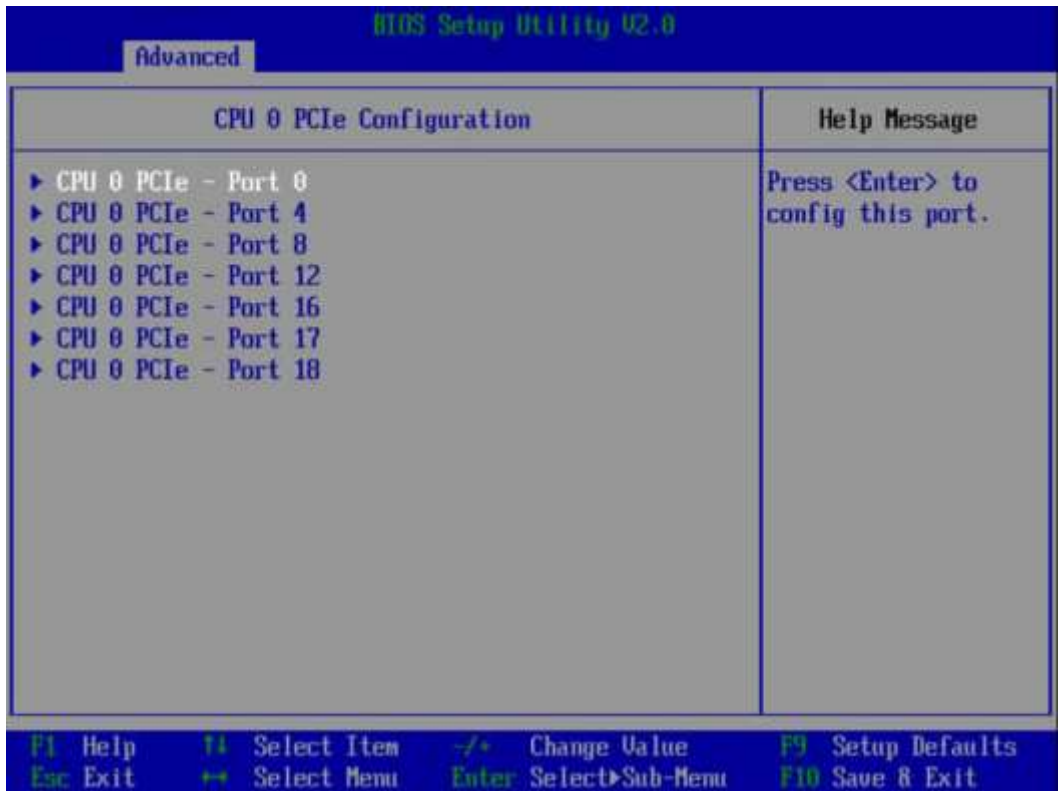 BIOS Setup Utility V2.0
Advanced
CPU 0 PCIe Configuration
Help Message
▶ CPU 0 PCIe - Port 0
▶ CPU 0 PCIe - Port 4
▶ CPU 0 PCIe - Port 8
▶ CPU 0 PCIe - Port 12
▶ CPU 0 PCIe - Port 16
▶ CPU 0 PCIe - Port 17
▶ CPU 0 PCIe - Port 18
Press <Enter> to
config this port.
F1 Help ↑↓ Select Item -/+ Change Value F9 Setup Defaults
Esc Exit ↔ Select Menu Enter Select▶Sub-Menu F10 Save & Exit